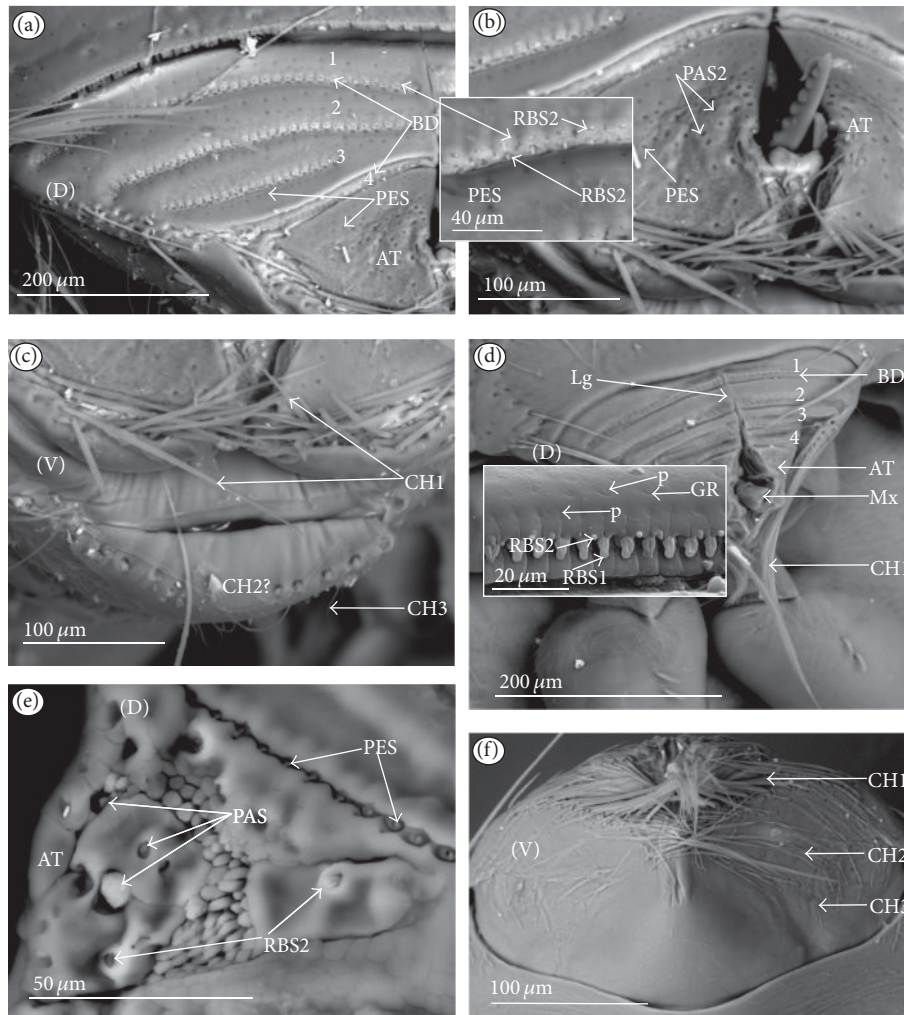 (a)
1
2
BD
3
4
(D)
PES
AT
200 μm
(b)
PAS2
AT
RBS2
PES
RBS2
PES
40 μm
100 μm
(c)
(V)
CH1
CH2?
CH3
100 μm
(d)
1
BD
Lg
2
3
4
(D)
AT
p
GR
Mx
p
RBS2
RBS1
CH1
20 μm
200 μm
(e)
(D)
PES
PAS
AT
RBS2
50 μm
(f)
CH1
(V)
CH2
CH3
100 μm